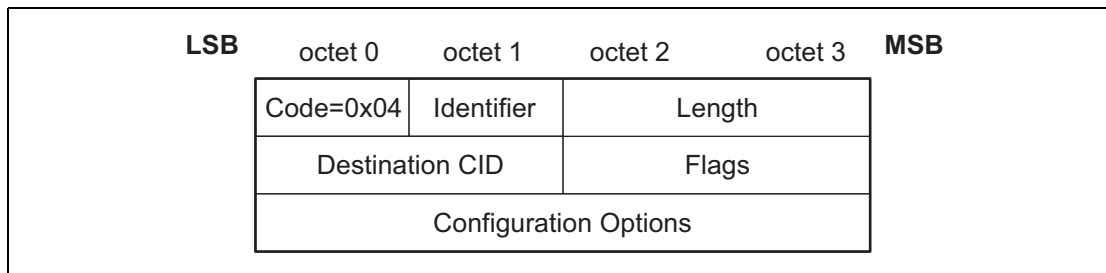 LSB octet 0 octet 1 octet 2 octet 3 MSB
Code=0x04 Identifier Length
Destination CID Flags
Configuration Options